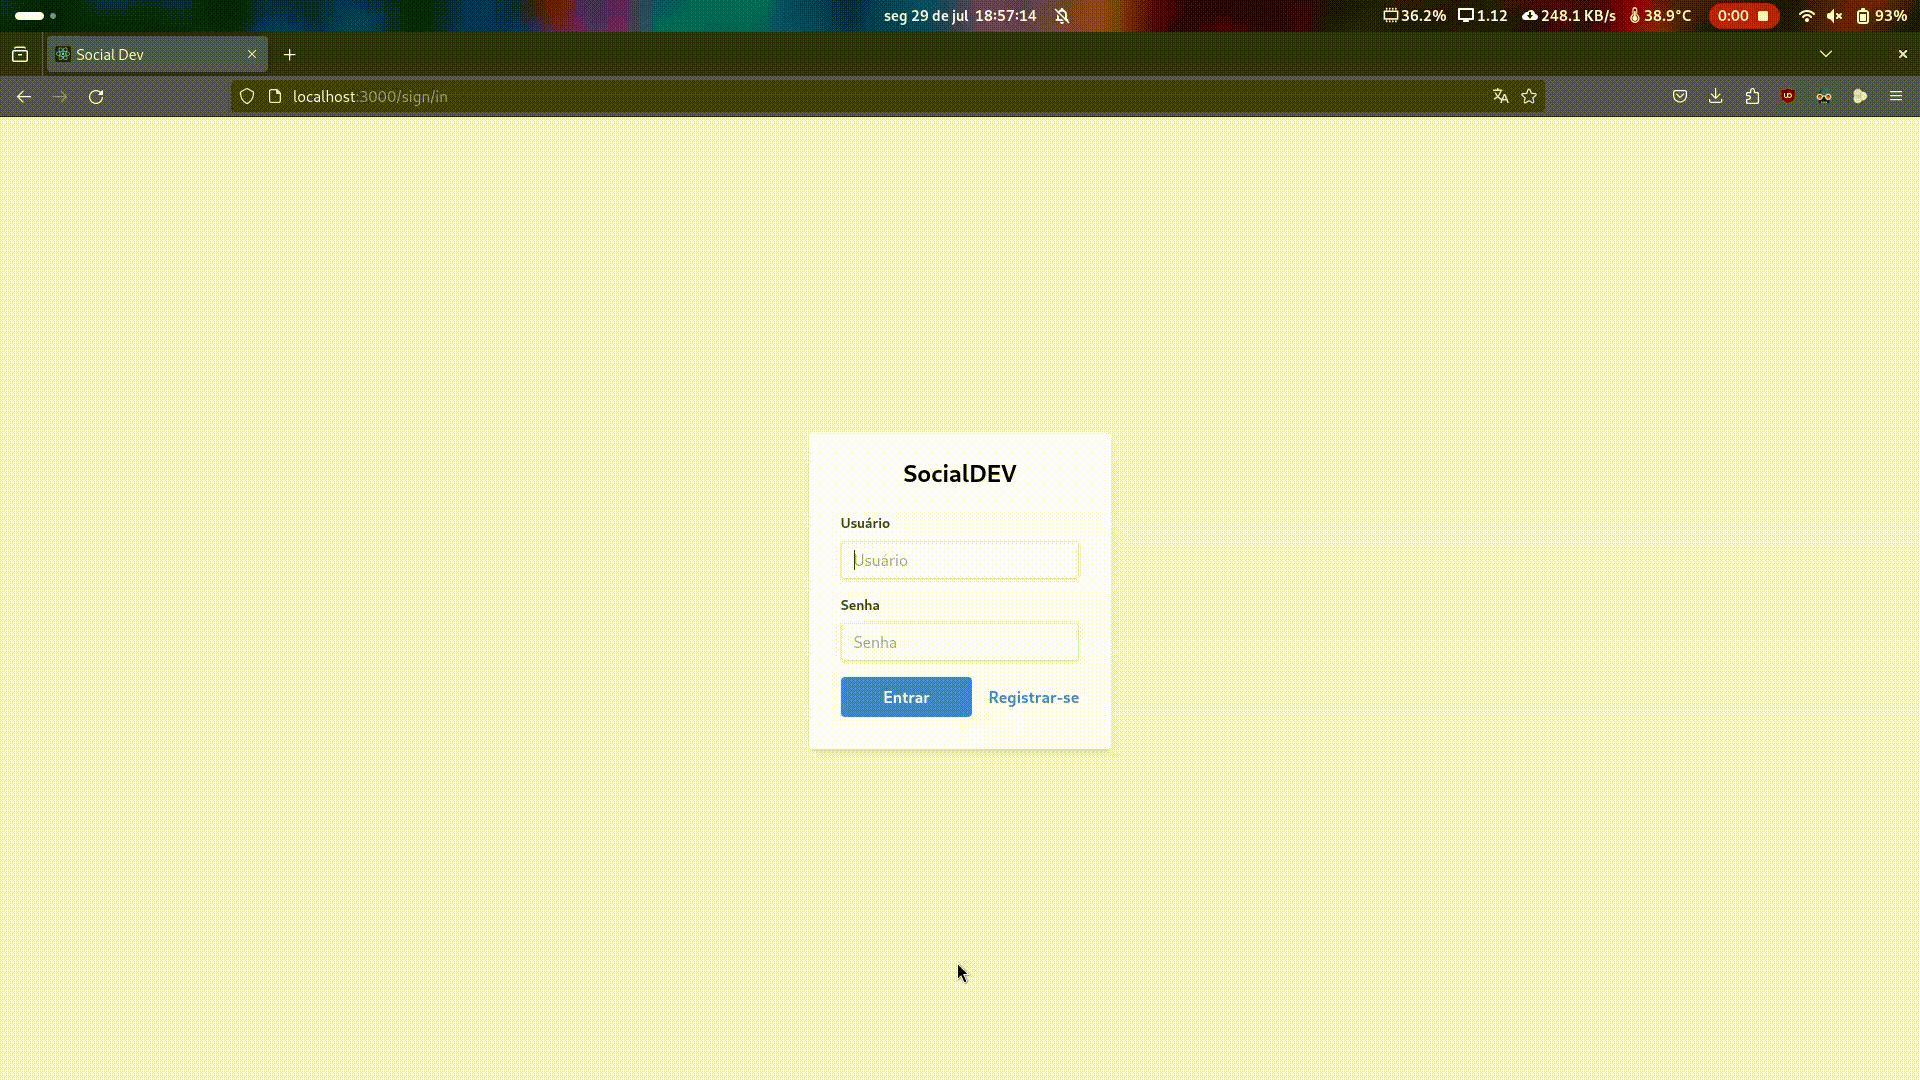 seg 29 de jul 18:57:14
36.2% 1.12 248.1 KB/s 38.9°C 0:00 93%
Social Dev
localhost:3000/sign/in
SocialDEV
Usuário
Usuário
Senha
Senha
Entrar Registrar-se